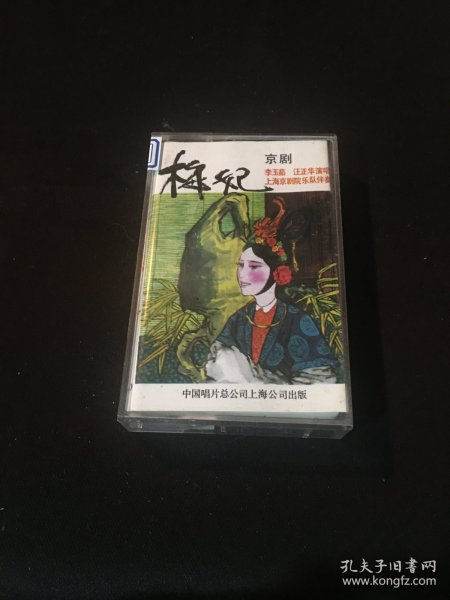 京剧
梅妃
李玉茹 汪正华演唱
上海京剧院乐队伴奏
中国唱片总公司上海公司出版
孔夫子旧书网
www.kongfz.com